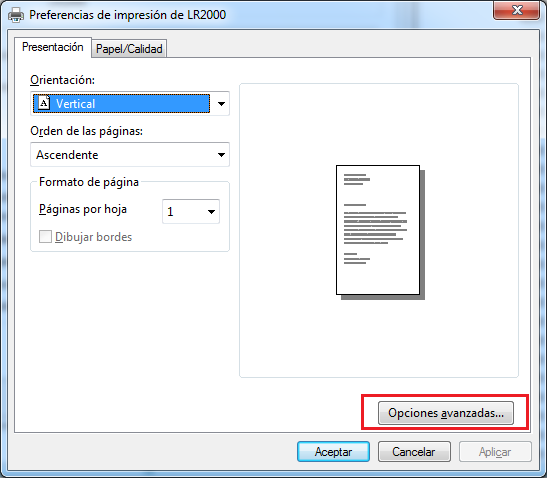 Preferencias de impresión de LR2000
Presentación
Papel/Calidad
Orientación:
A Vertical
Orden de las páginas:
Ascendente
Formato de página
Páginas por hoja
1
Dibujar bordes
Opciones avanzadas...
Aceptar
Cancelar
Aplicar